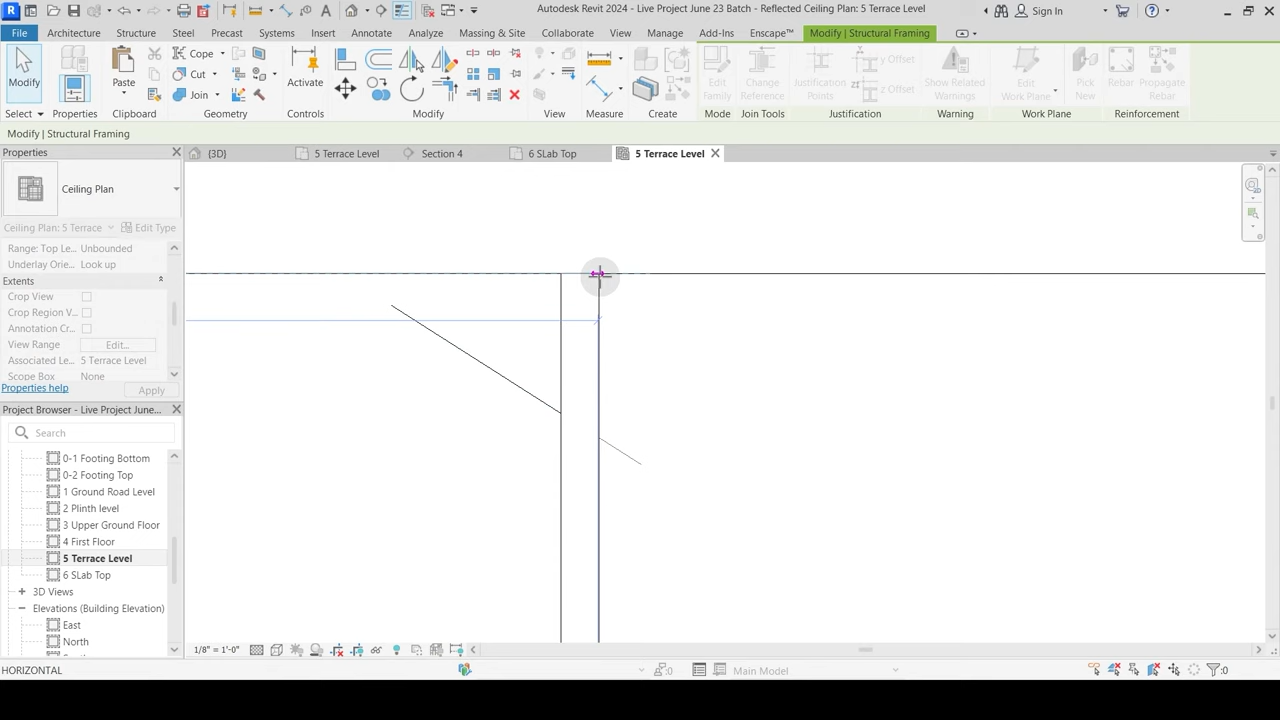 Autodesk Revit 2024 - Live Project June 23 Batch - Reflected Ceiling Plan: 5 Terrace Level
Sign In
File Architecture Structure Steel Precast Systems Insert Annotate Analyze Massing & Site Collaborate View Manage Add-Ins Enscape™ Modify | Structural Framing
Modify Properties Paste Cope Cut Join Activate Edit Family Change Reference Justification Points y Offset z Offset Show Related Warnings Edit Work Plane Pick New Rebar Propagate Rebar
Select Properties Clipboard Geometry Controls Modify View Measure Create Mode Join Tools Justification Warning Work Plane Reinforcement
Modify | Structural Framing
Properties
{3D} 5 Terrace Level Section 4 6 SLab Top 5 Terrace Level
Ceiling Plan
Ceiling Plan: 5 Terrace Edit Type
Range: Top Le... Unbounded
Underlay Orie... Look up
Extents
Crop View
Crop Region V...
Annotation Cr...
View Range Edit...
Associated Le... 5 Terrace Level
Scope Box None
Properties help Apply
Project Browser - Live Project June...
Search
0-1 Footing Bottom
0-2 Footing Top
1 Ground Road Level
2 Plinth level
3 Upper Ground Floor
4 First Floor
5 Terrace Level
6 SLab Top
3D Views
Elevations (Building Elevation)
East
North
1/8" = 1'-0"
HORIZONTAL :0 Main Model :0